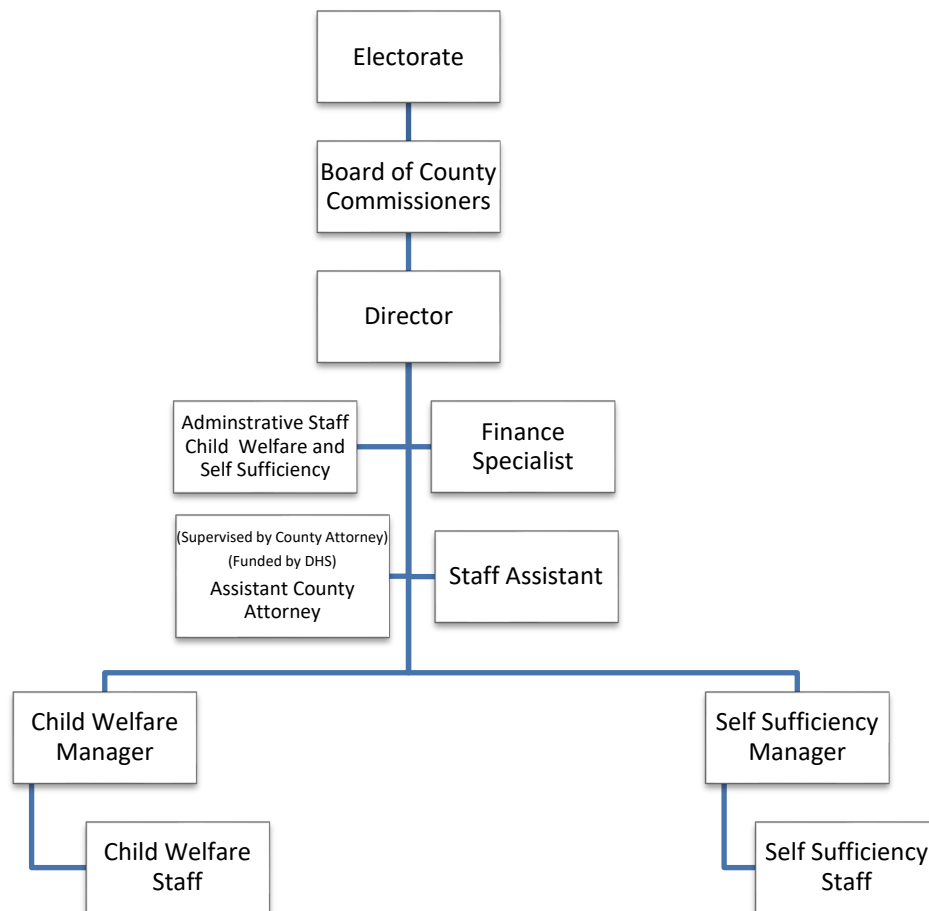 Electorate
Board of County
Commissioners
Director
Adminstrative Staff
Child Welfare and
Self Sufficiency
Finance
Specialist
(Supervised by County Attorney)
(Funded by DHS)
Assistant County
Attorney
Staff Assistant
Child Welfare
Manager
Self Sufficiency
Manager
Child Welfare
Staff
Self Sufficiency
Staff